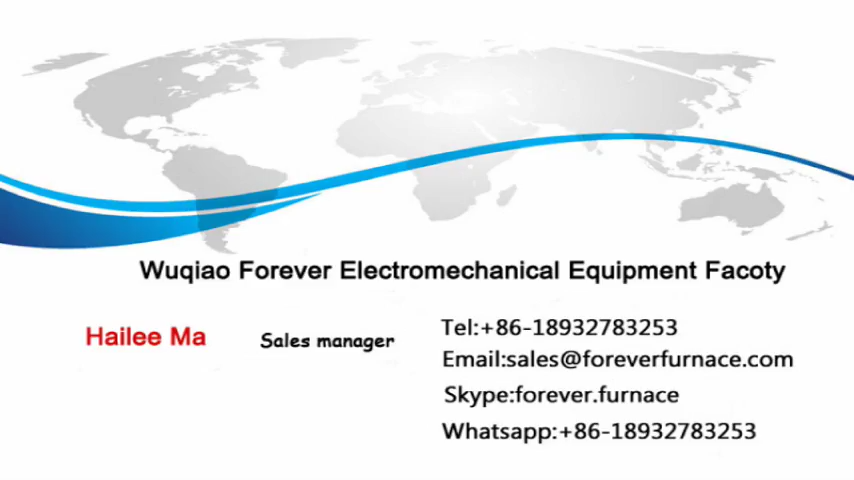 Wuqiao Forever Electromechanical Equipment Facoty
Hailee Ma
Sales manager
Tel:+86-18932783253
Email:sales@foreverfurnace.com
Skype:forever.furnace
Whatsapp:+86-18932783253